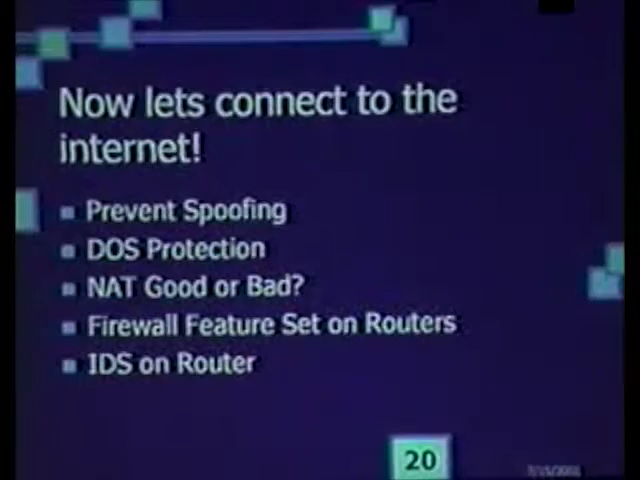 Now lets connect to the
internet!
Prevent Spoofing
DOS Protection
NAT Good or Bad?
Firewall Feature Set on Routers
IDS on Router
20